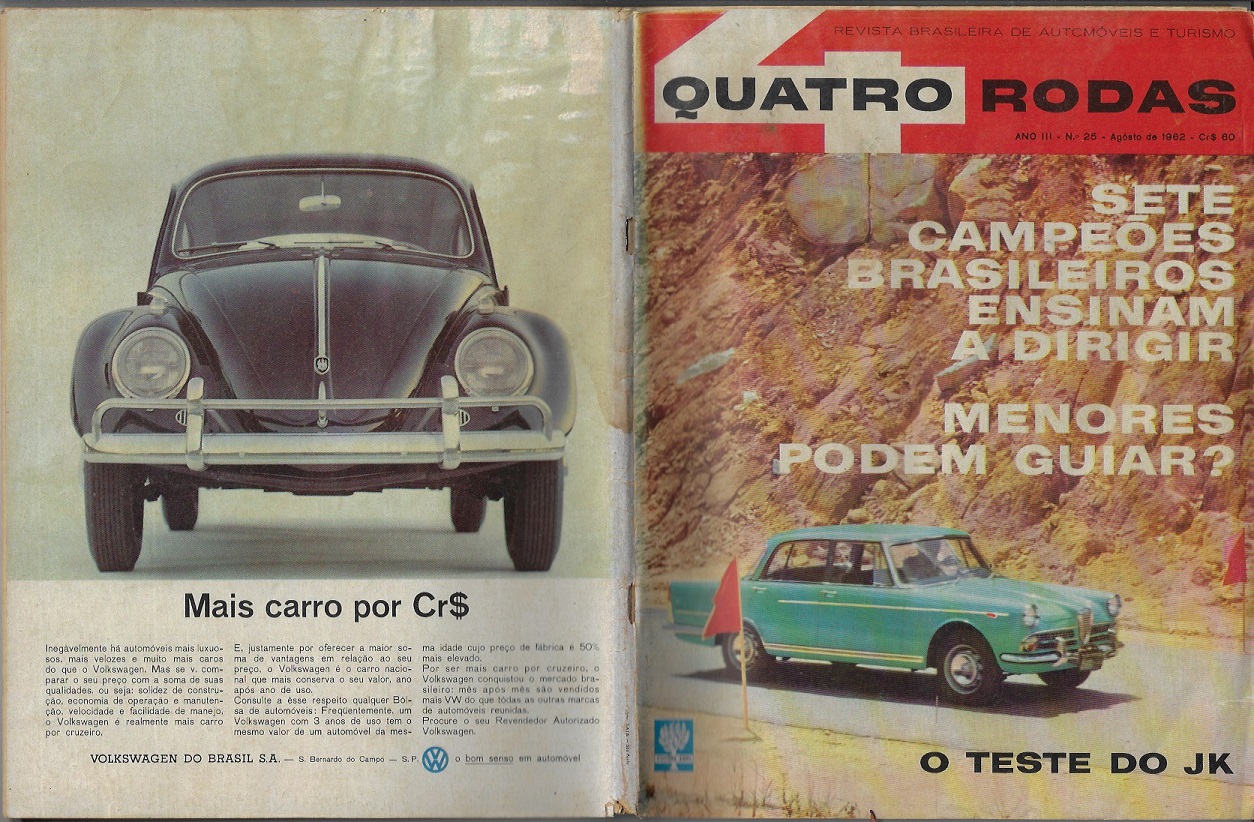 Mais carro por Cr$
Inegàvelmente há automóveis mais luxuo-
sos, mais velozes e muito mais caros
do que o Volkswagen. Mas se v. com-
parar o seu preço com a soma de suas
qualidades, ou seja: solidez de constru-
ção, economia de operação e manuten-
ção, velocidade e facilidade de manejo,
o Volkswagen é realmente mais carro
por cruzeiro.
E, justamente por oferecer a maior so-
ma de vantagens em relação ao seu
preço, o Volkswagen é o carro nacio-
nal que mais conserva o seu valor, ano
após ano de uso.
Consulte a êsse respeito qualquer Bôl-
sa de automóveis: Freqüentemente, um
Volkswagen com 3 anos de uso tem o
mesmo valor de um automóvel da mes-
ma idade cujo preço de fábrica é 50%
mais elevado.
Por ser mais carro por cruzeiro, o
Volkswagen conquistou o mercado bra-
sileiro: mês após mês são vendidos
mais VW do que tôdas as outras marcas
de automóveis reunidas.
Procure o seu Revendedor Autorizado
Volkswagen.
VOLKSWAGEN DO BRASIL S.A. — S. Bernardo do Campo — S.P. VW o bom senso em automóvel
REVISTA BRASILEIRA DE AUTOMÓVEIS E TURISMO
4
QUATRO RODAS
ANO III - N.º 25 - Agôsto de 1962 - Cr$ 60
SETE
CAMPEÕES
BRASILEIROS
ENSINAM
A DIRIGIR
MENORES
PODEM GUIAR?
O TESTE DO JK